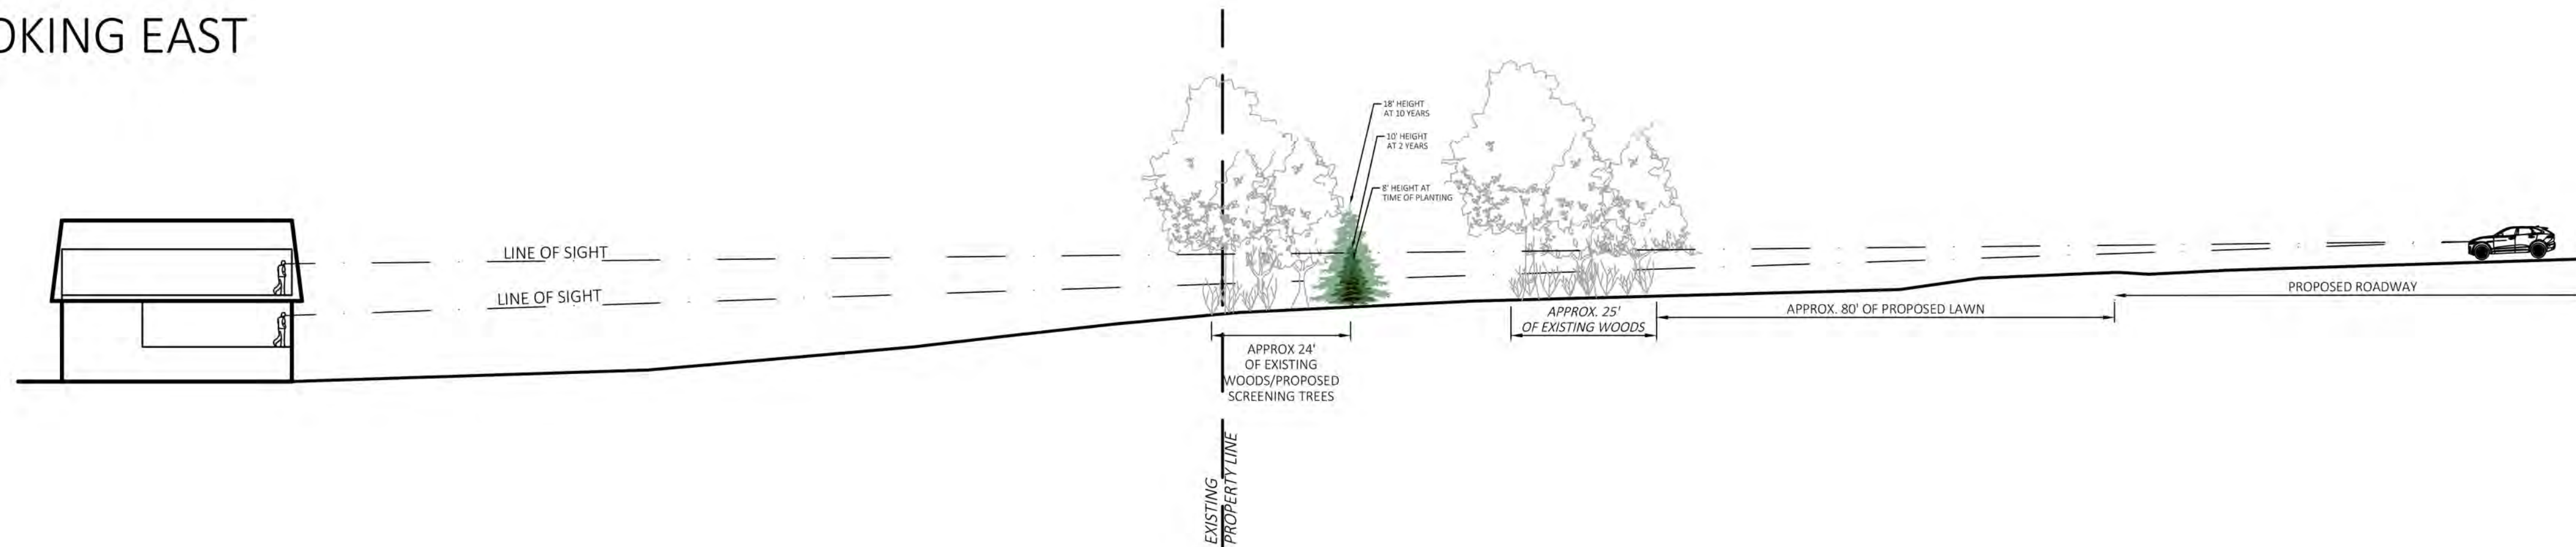 OKING EAST
18' HEIGHT
AT 10 YEARS
10' HEIGHT
AT 2 YEARS
8' HEIGHT AT
TIME OF PLANTING
LINE OF SIGHT
LINE OF SIGHT
APPROX 24'
OF EXISTING
WOODS/PROPOSED
SCREENING TREES
APPROX. 25'
OF EXISTING WOODS
APPROX. 80' OF PROPOSED LAWN
PROPOSED ROADWAY
EXISTING
PROPERTY LINE